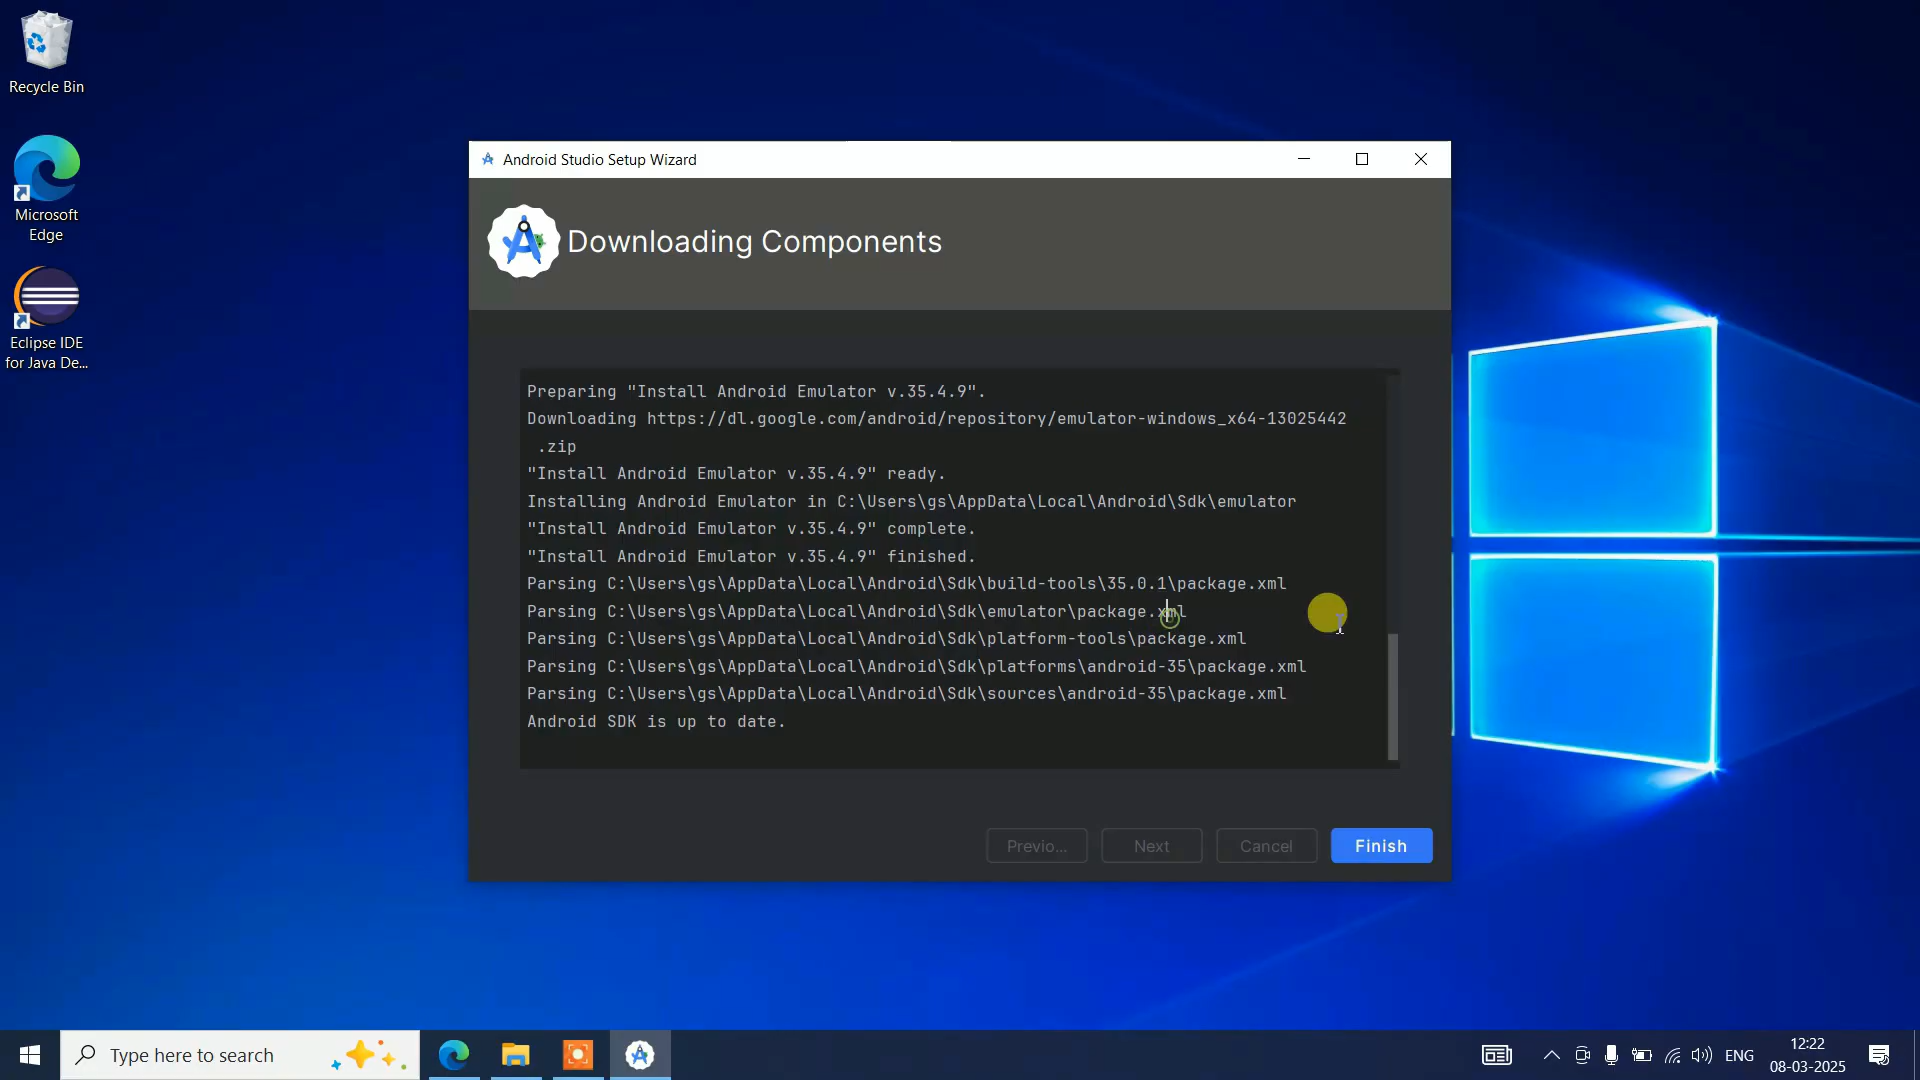 Recycle Bin
Microsoft
Edge
Eclipse IDE
for Java De...
Android Studio Setup Wizard
Downloading Components
Preparing "Install Android Emulator v.35.4.9".
Downloading https://dl.google.com/android/repository/emulator-windows_x64-13025442
.zip
"Install Android Emulator v.35.4.9" ready.
Installing Android Emulator in C:\Users\gs\AppData\Local\Android\Sdk\emulator
"Install Android Emulator v.35.4.9" complete.
"Install Android Emulator v.35.4.9" finished.
Parsing C:\Users\gs\AppData\Local\Android\Sdk\build-tools\35.0.1\package.xml
Parsing C:\Users\gs\AppData\Local\Android\Sdk\emulator\package.xml
Parsing C:\Users\gs\AppData\Local\Android\Sdk\platform-tools\package.xml
Parsing C:\Users\gs\AppData\Local\Android\Sdk\platforms\android-35\package.xml
Parsing C:\Users\gs\AppData\Local\Android\Sdk\sources\android-35\package.xml
Android SDK is up to date.
Previo... Next Cancel Finish
Type here to search
ENG
12:22
08-03-2025